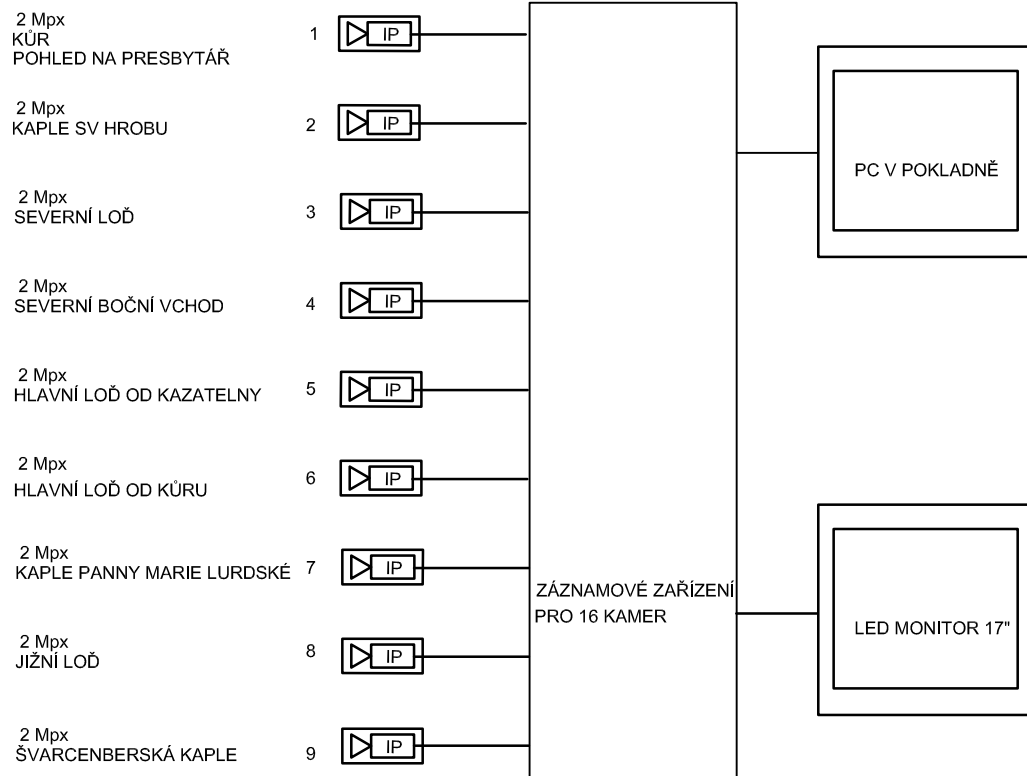 2 Mpx
KŮR
POHLED NA PRESBYTÁŘ
1
IP
2 Mpx
KAPLE SV HROBU
2
IP
2 Mpx
SEVERNÍ LOĎ
3
IP
2 Mpx
SEVERNÍ BOČNÍ VCHOD
4
IP
2 Mpx
HLAVNÍ LOĎ OD KAZATELNY
5
IP
2 Mpx
HLAVNÍ LOĎ OD KŮRU
6
IP
2 Mpx
KAPLE PANNY MARIE LURDSKÉ
7
IP
2 Mpx
JIŽNÍ LOĎ
8
IP
2 Mpx
ŠVARCENBERSKÁ KAPLE
9
IP
ZÁZNAMOVÉ ZAŘÍZENÍ
PRO 16 KAMER
PC V POKLADNĚ
LED MONITOR 17"